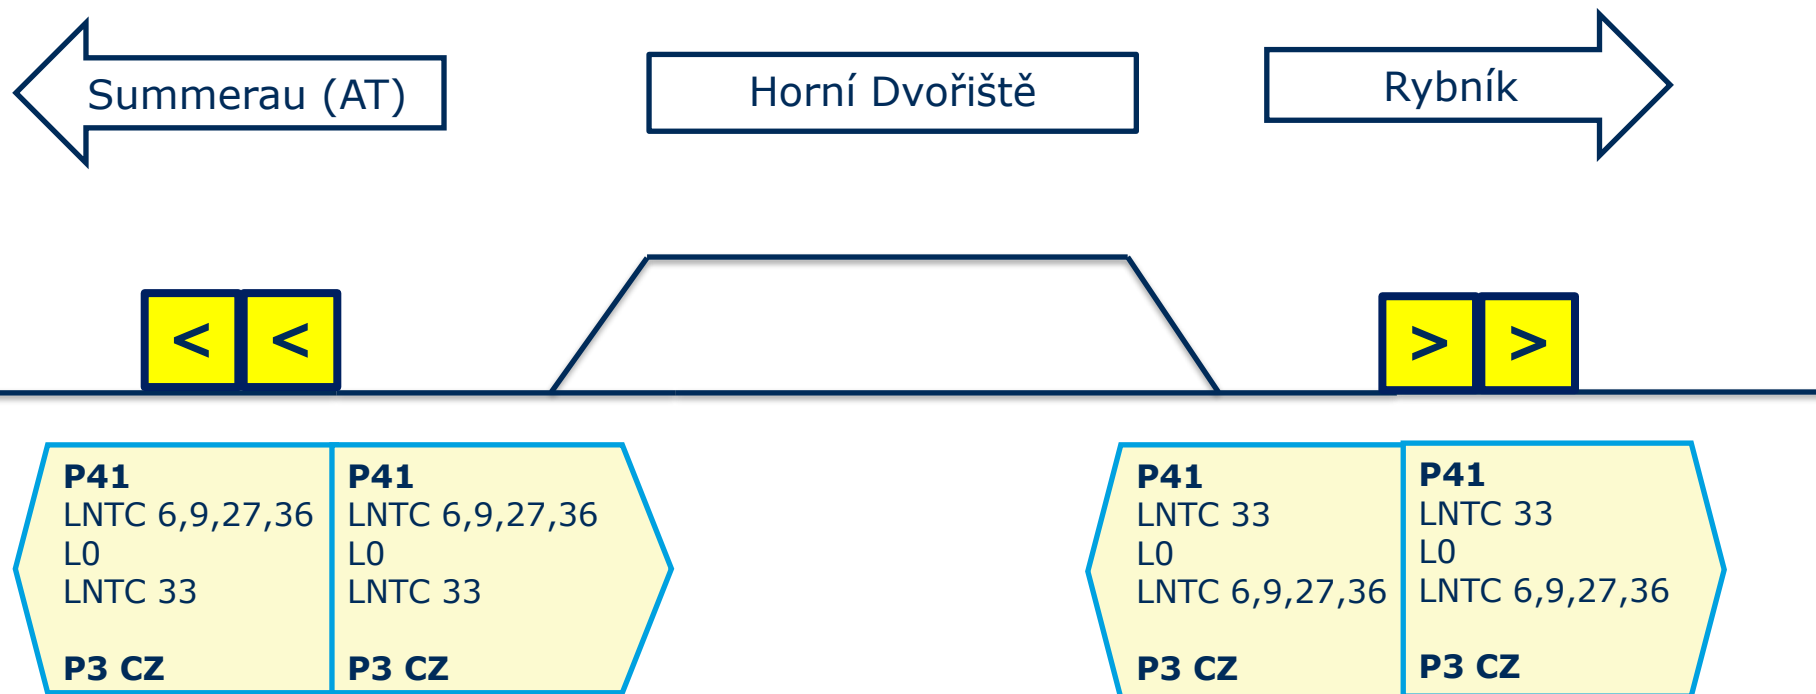 Summerau (AT)
Horní Dvořiště
Rybník
< <
> >
P41
LNTC 6,9,27,36
L0
LNTC 33
P3 CZ
P41
LNTC 6,9,27,36
L0
LNTC 33
P3 CZ
P41
LNTC 33
L0
LNTC 6,9,27,36
P3 CZ
P41
LNTC 33
L0
LNTC 6,9,27,36
P3 CZ